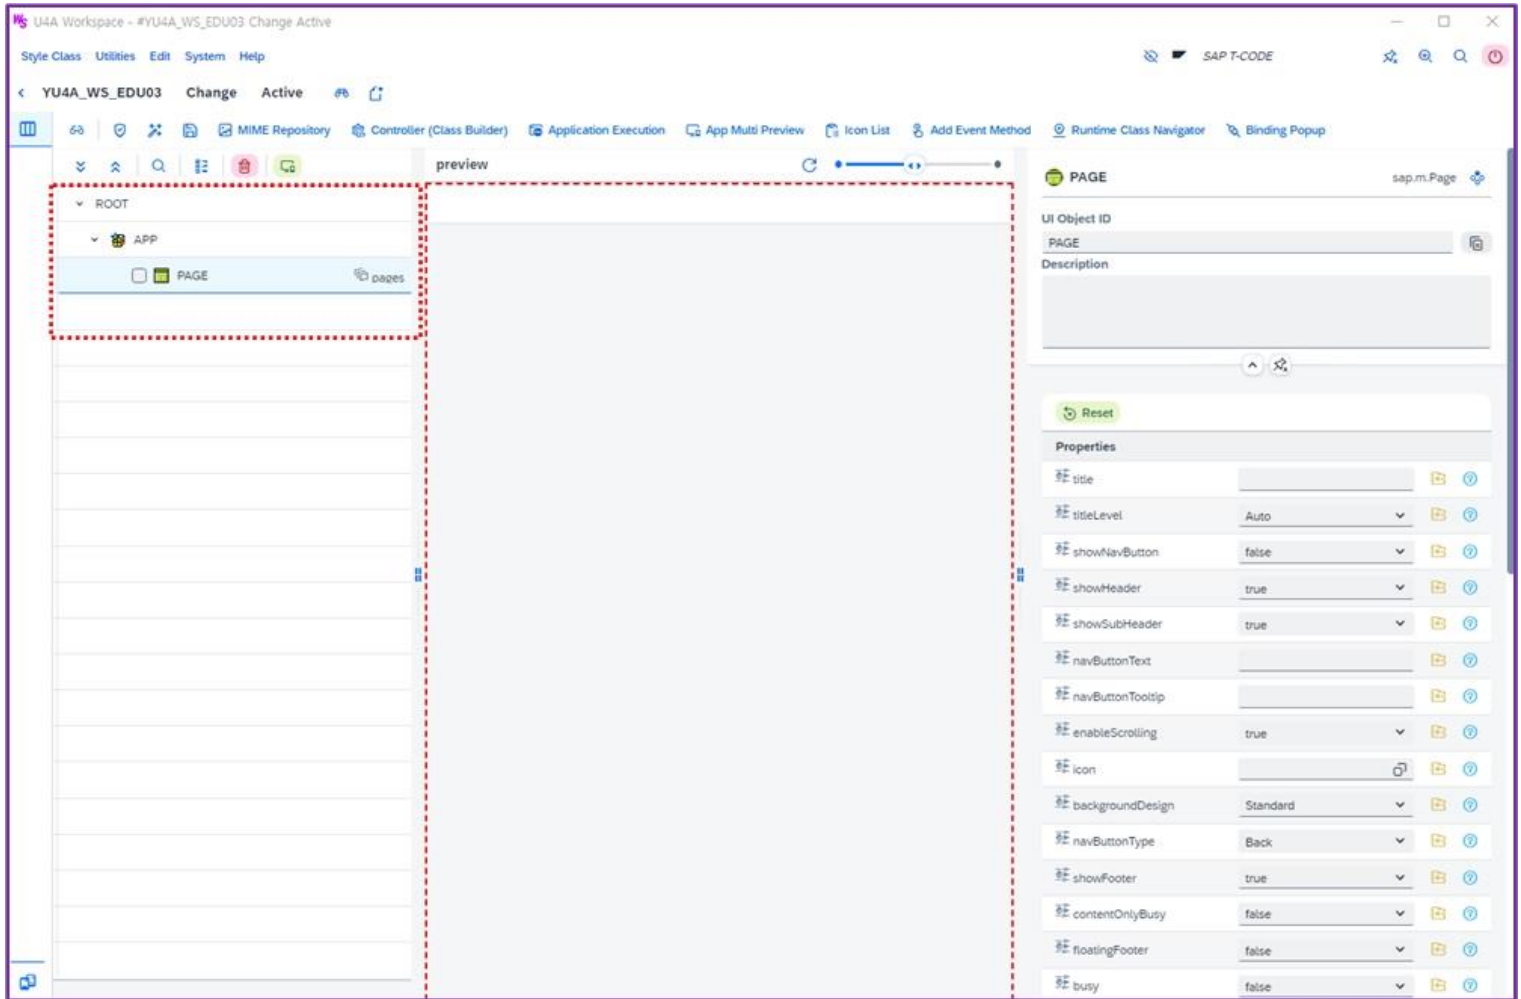 U4A Workspace - #YU4A_WS_EDU03 Change Active
Style Class Utilities Edit System Help SAP T-CODE
YU4A_WS_EDU03 Change Active
MIME Repository Controller (Class Builder) Application Execution App Multi Preview Icon List Add Event Method Runtime Class Navigator Binding Popup
preview
ROOT
APP
PAGE pages
PAGE sap.m.Page
UI Object ID
PAGE
Description
Reset
Properties
title
titleLevel Auto
showNavButton false
showHeader true
showSubHeader true
navButtonText
navButtonTooltip
enableScrolling true
icon
backgroundDesign Standard
navButtonType Back
showFooter true
contentOnlyBusy false
floatingFooter false
busy false